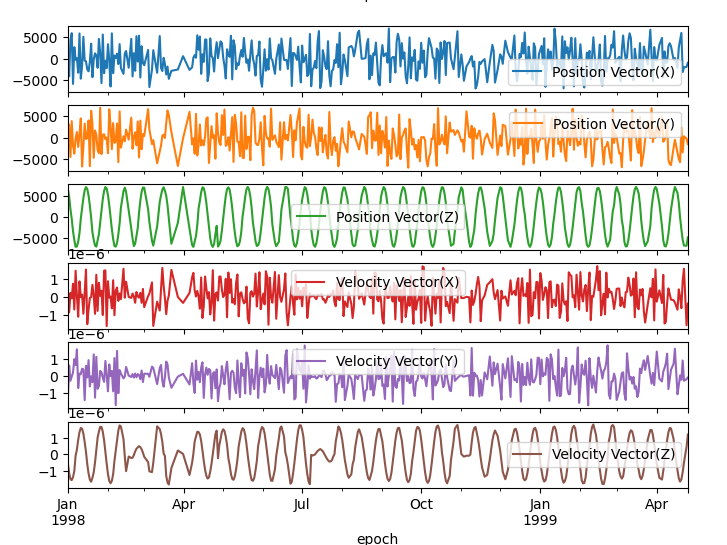 5000
0
−5000
Position Vector(X)
5000
0
−5000
Position Vector(Y)
5000
0
−5000
Position Vector(Z)
1e−6
1
0
−1
Velocity Vector(X)
1e−6
1
0
−1
Velocity Vector(Y)
1e−6
1
0
−1
Velocity Vector(Z)
Jan Apr Jul Oct Jan Apr
1998 1999
epoch